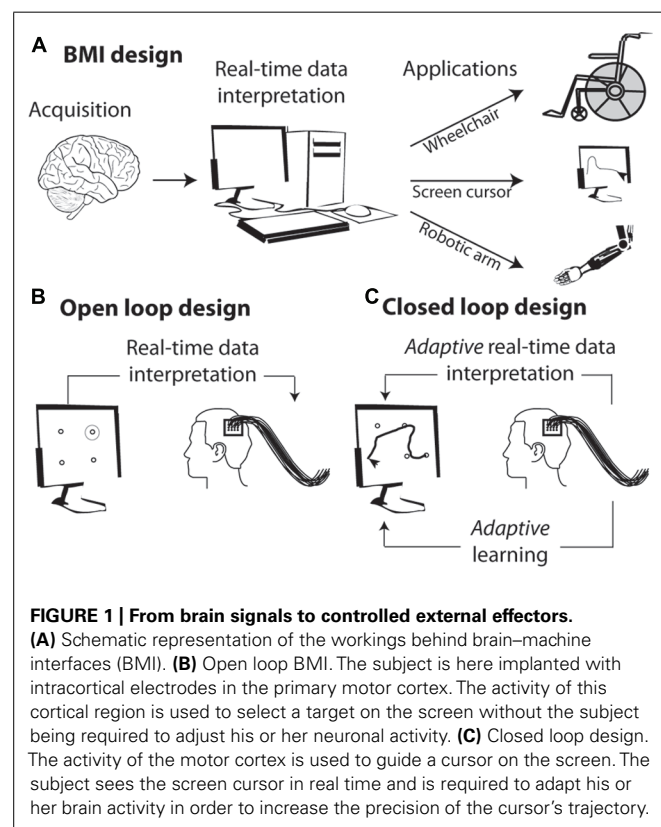 A
BMI design
Acquisition
Real-time data
interpretation
Applications
Wheelchair
Screen cursor
Robotic arm
B
Open loop design
Real-time data
interpretation
C
Closed loop design
Adaptive real-time data
interpretation
Adaptive
learning
FIGURE 1 | From brain signals to controlled external effectors.
(A) Schematic representation of the workings behind brain–machine
interfaces (BMI). (B) Open loop BMI. The subject is here implanted with
intracortical electrodes in the primary motor cortex. The activity of this
cortical region is used to select a target on the screen without the subject
being required to adjust his or her neuronal activity. (C) Closed loop design.
The activity of the motor cortex is used to guide a cursor on the screen. The
subject sees the screen cursor in real time and is required to adapt his or
her brain activity in order to increase the precision of the cursor's trajectory.